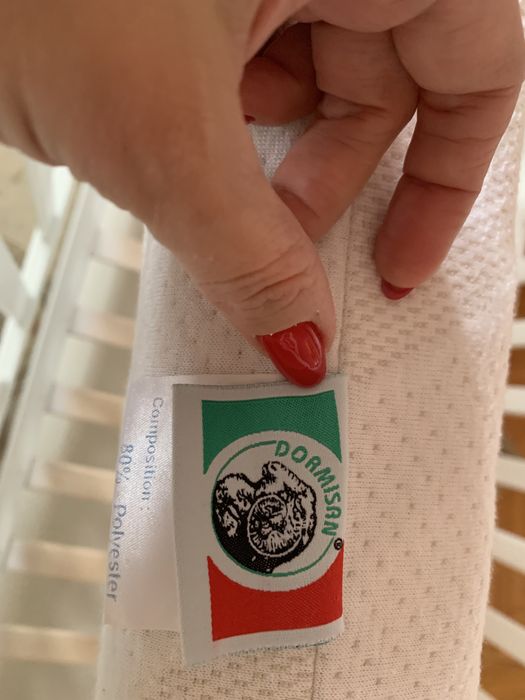 DORMISAN
®
Composition :
80% Polyester